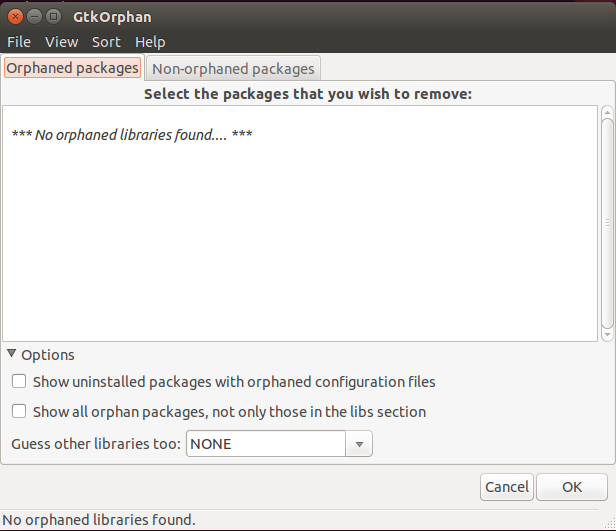 GtkOrphan
File View Sort Help
Orphaned packages Non-orphaned packages
Select the packages that you wish to remove:
*** No orphaned libraries found.... ***
Options
Show uninstalled packages with orphaned configuration files
Show all orphan packages, not only those in the libs section
Guess other libraries too: NONE
Cancel OK
No orphaned libraries found.